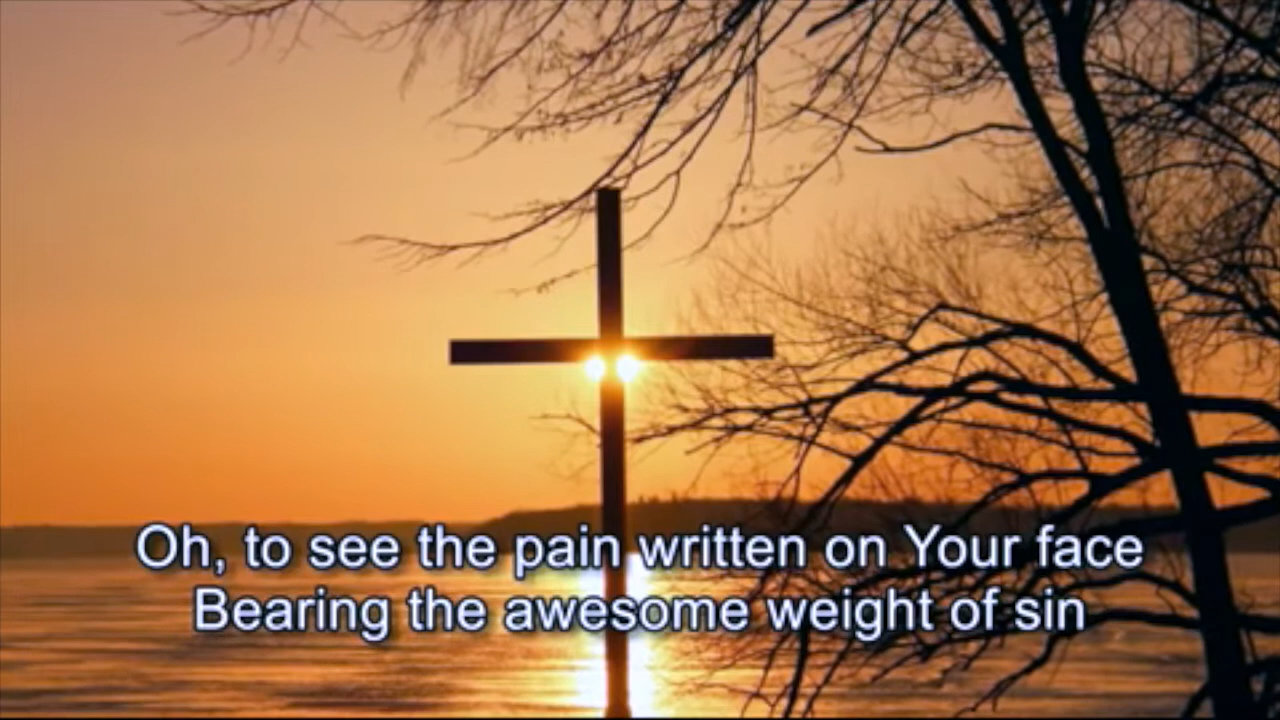 Oh, to see the pain written on Your face
Bearing the awesome weight of sin